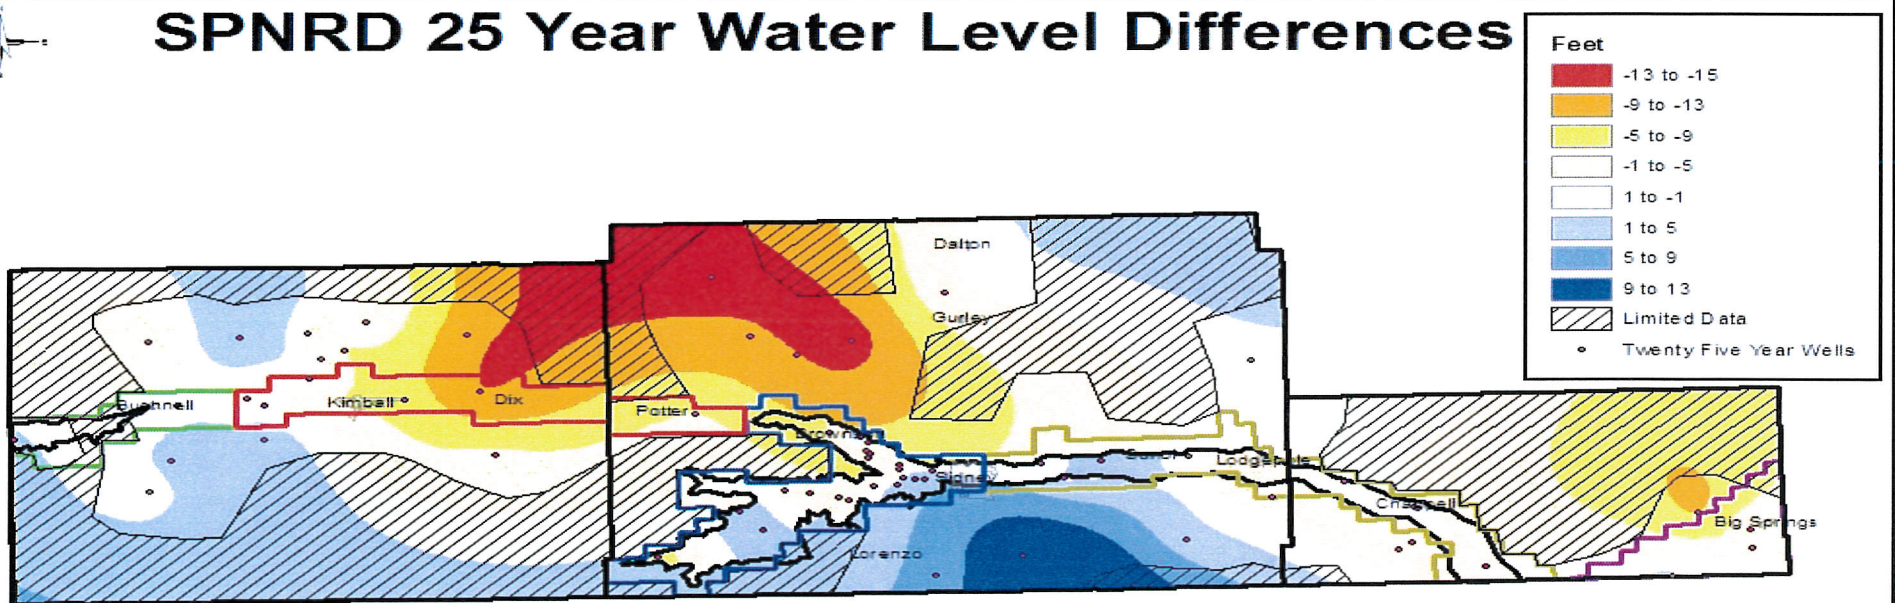 SPNRD 25 Year Water Level Differences
Feet
-13 to -15
-9 to -13
-5 to -9
-1 to -5
1 to -1
1 to 5
5 to 9
9 to 13
Limited Data
Twenty Five Year Wells
Dalton
Gurley
Bushnell
Kimball
Dix
Potter
Sidney
Lodgepole
Chappell
Big Springs
Lorenzo